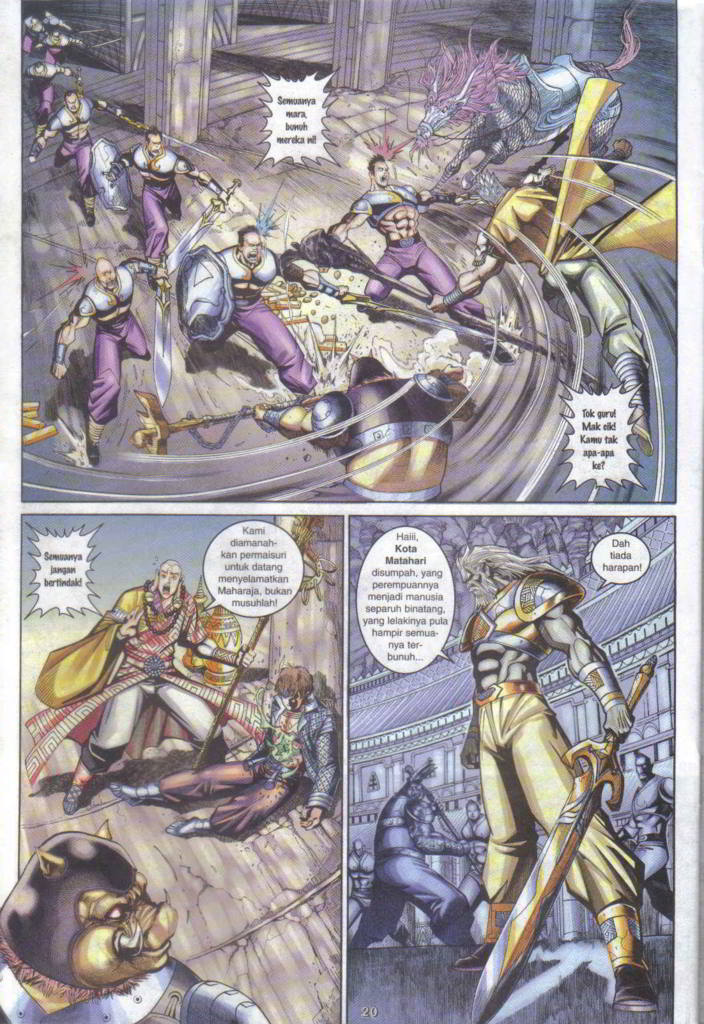 Semuanya
mara,
bunuh
mereka ni!
Tok guru!
Mak eik!
Kamu tak
apa-apa
ke?
Semuanya
jangan
bertindak!
Kami
diamanah-
kan permaisuri
untuk datang
menyelamatkan
Maharaja, bukan
musuhlah!
Haiii,
Kota
Matahari
disumpah, yang
perempuannya
menjadi manusia
separuh binatang,
yang lelakinya pula
hampir semua-
nya ter-
bunuh...
Dah
tiada
harapan!
20